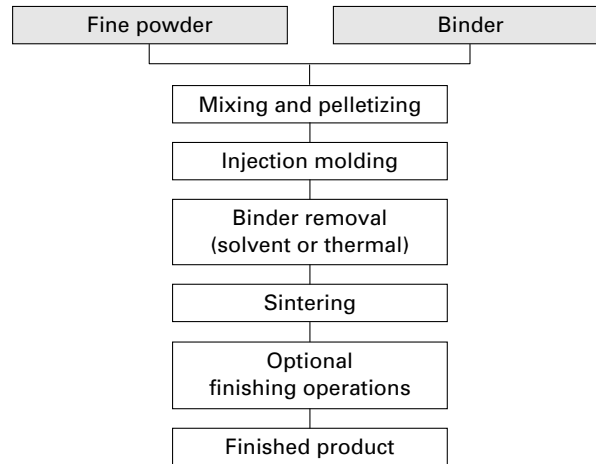 Fine powder
Binder
Mixing and pelletizing
Injection molding
Binder removal
(solvent or thermal)
Sintering
Optional
finishing operations
Finished product